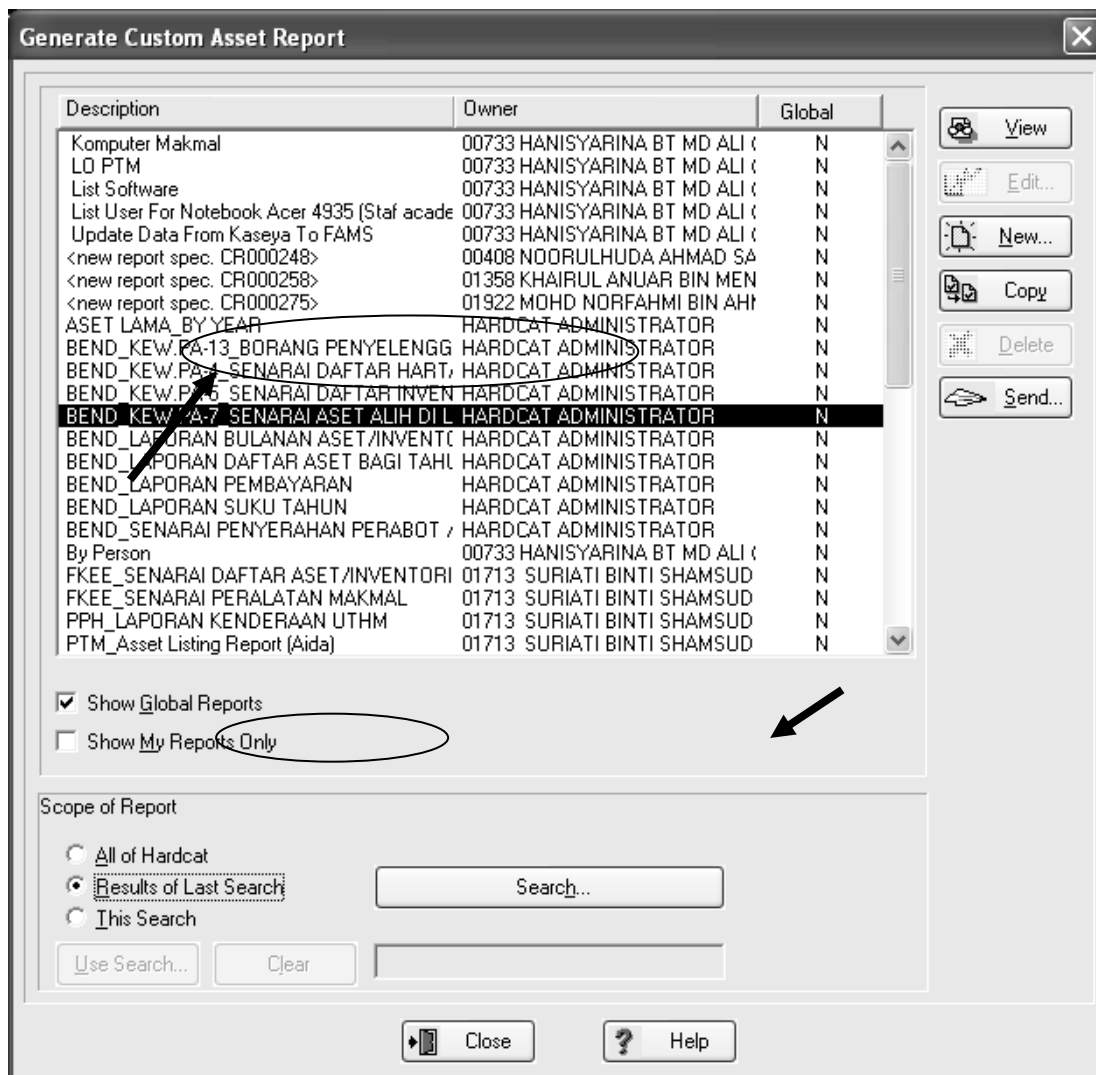 Generate Custom Asset Report
Description Owner Global
Komputer Makmal 00733 HANISYARINA BT MD ALI ( N
LO PTM 00733 HANISYARINA BT MD ALI ( N
List Software 00733 HANISYARINA BT MD ALI ( N
List User For Notebook Acer 4935 (Staf acade 00733 HANISYARINA BT MD ALI ( N
Update Data From Kaseya To FAMS 00733 HANISYARINA BT MD ALI ( N
<new report spec. CR000248> 00408 NOORULHUDA AHMAD SA N
<new report spec. CR000258> 01358 KHAIRUL ANUAR BIN MEN N
<new report spec. CR000275> 01922 MOHD NORFAHMI BIN AHM N
ASET LAMA_BY YEAR HARDCAT ADMINISTRATOR N
BEND_KEW.PA-13_BORANG PENYELENGG HARDCAT ADMINISTRATOR N
BEND_KEW.PA-4_SENARAI DAFTAR HARTA HARDCAT ADMINISTRATOR N
BEND_KEW.PA-5_SENARAI DAFTAR INVEN HARDCAT ADMINISTRATOR N
BEND_KEW.PA-7_SENARAI ASET ALIH DI L HARDCAT ADMINISTRATOR N
BEND_LAPORAN BULANAN ASET/INVENTO HARDCAT ADMINISTRATOR N
BEND_LAPORAN DAFTAR ASET BAGI TAHU HARDCAT ADMINISTRATOR N
BEND_LAPORAN PEMBAYARAN HARDCAT ADMINISTRATOR N
BEND_LAPORAN SUKU TAHUN HARDCAT ADMINISTRATOR N
BEND_SENARAI PENYERAHAN PERABOT / HARDCAT ADMINISTRATOR N
By Person 00733 HANISYARINA BT MD ALI ( N
FKEE_SENARAI DAFTAR ASET/INVENTORI 01713 SURIATI BINTI SHAMSUD N
FKEE_SENARAI PERALATAN MAKMAL 01713 SURIATI BINTI SHAMSUD N
PPH_LAPORAN KENDERAAN UTHM 01713 SURIATI BINTI SHAMSUD N
PTM_Asset Listing Report (Aida) 01713 SURIATI BINTI SHAMSUD N
View
Edit...
New...
Copy
Delete
Send...
Show Global Reports
Show My Reports Only
Scope of Report
All of Hardcat
Results of Last Search
Search...
This Search
Use Search... Clear
Close Help